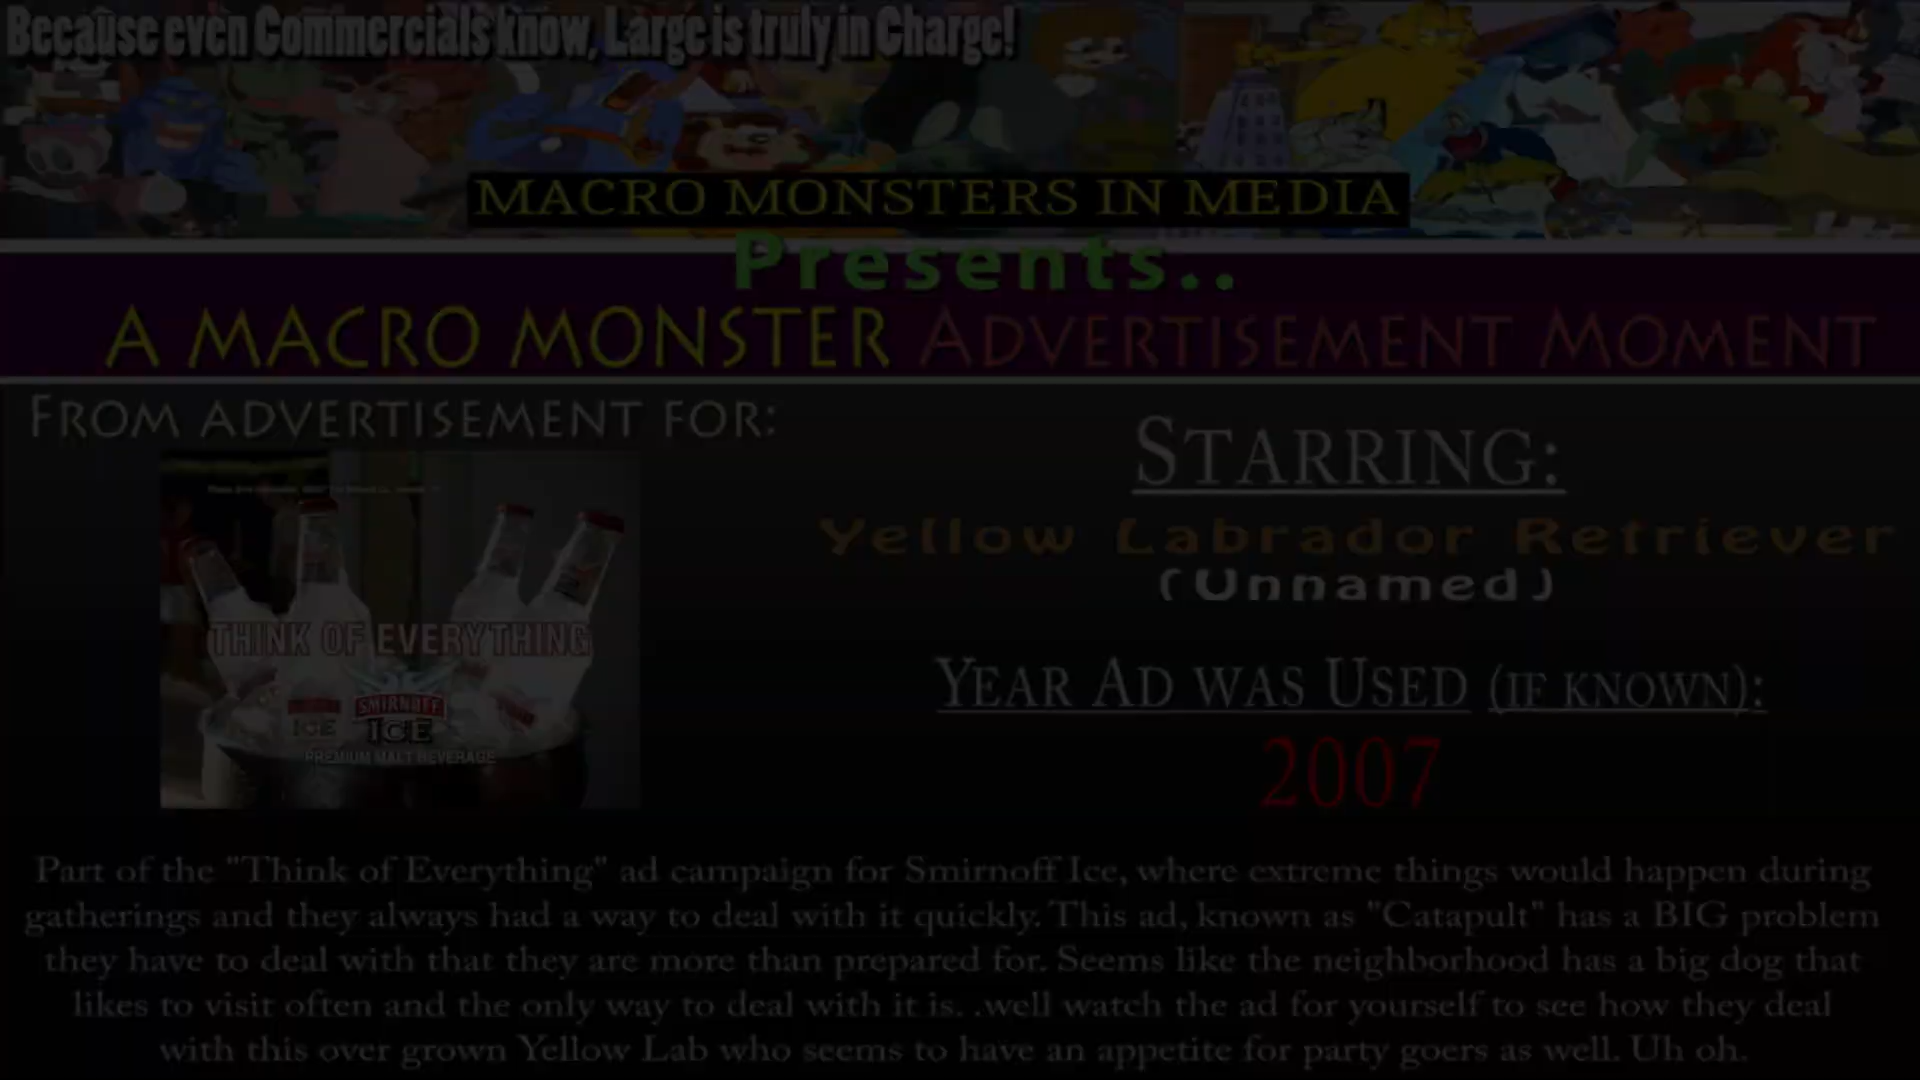 Because even Commercials know, Large is truly in Charge!
MACRO MONSTERS IN MEDIA
Presents..
A MACRO MONSTER ADVERTISEMENT MOMENT
FROM ADVERTISEMENT FOR:
STARRING:
Yellow Labrador Retriever
(Unnamed)
THINK OF EVERYTHING
SMIRNOFF
ICE
ICE
PREMIUM MALT BEVERAGE
YEAR AD WAS USED (IF KNOWN):
2007
Part of the "Think of Everything" ad campaign for Smirnoff Ice, where extreme things would happen during
gatherings and they always had a way to deal with it quickly. This ad, known as "Catapult" has a BIG problem
they have to deal with that they are more than prepared for. Seems like the neighborhood has a big dog that
likes to visit often and the only way to deal with it is. .well watch the ad for yourself to see how they deal
with this over grown Yellow Lab who seems to have an appetite for party goers as well. Uh oh.